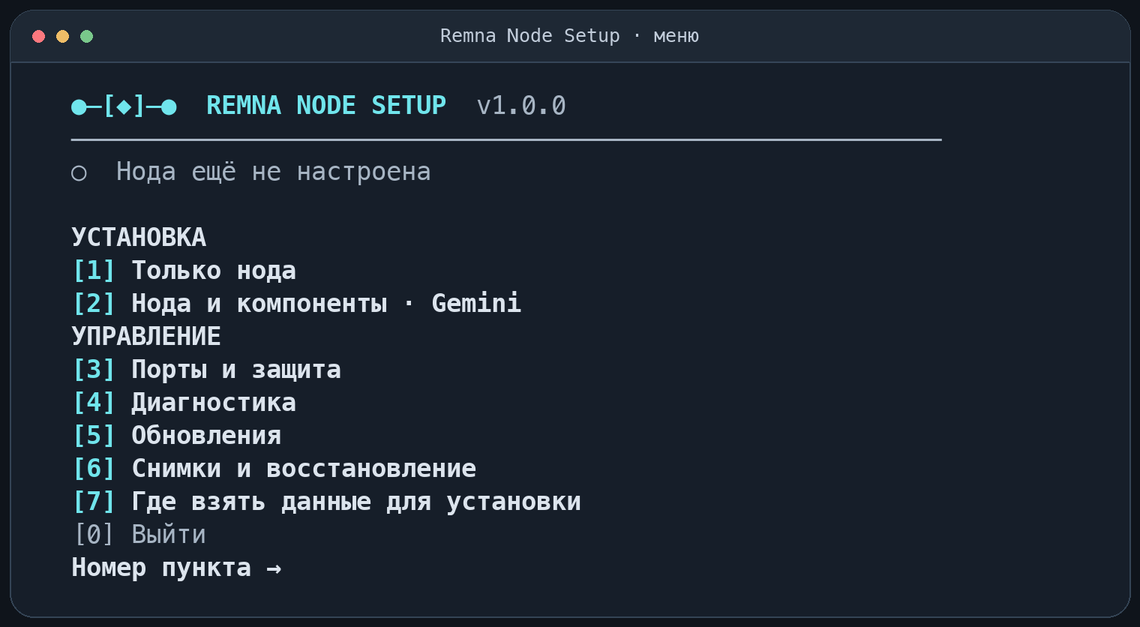 Remna Node Setup · меню
●—[◆]—● REMNA NODE SETUP v1.0.0
○ Нода ещё не настроена
УСТАНОВКА
[1] Только нода
[2] Нода и компоненты · Gemini
УПРАВЛЕНИЕ
[3] Порты и защита
[4] Диагностика
[5] Обновления
[6] Снимки и восстановление
[7] Где взять данные для установки
[0] Выйти
Номер пункта →